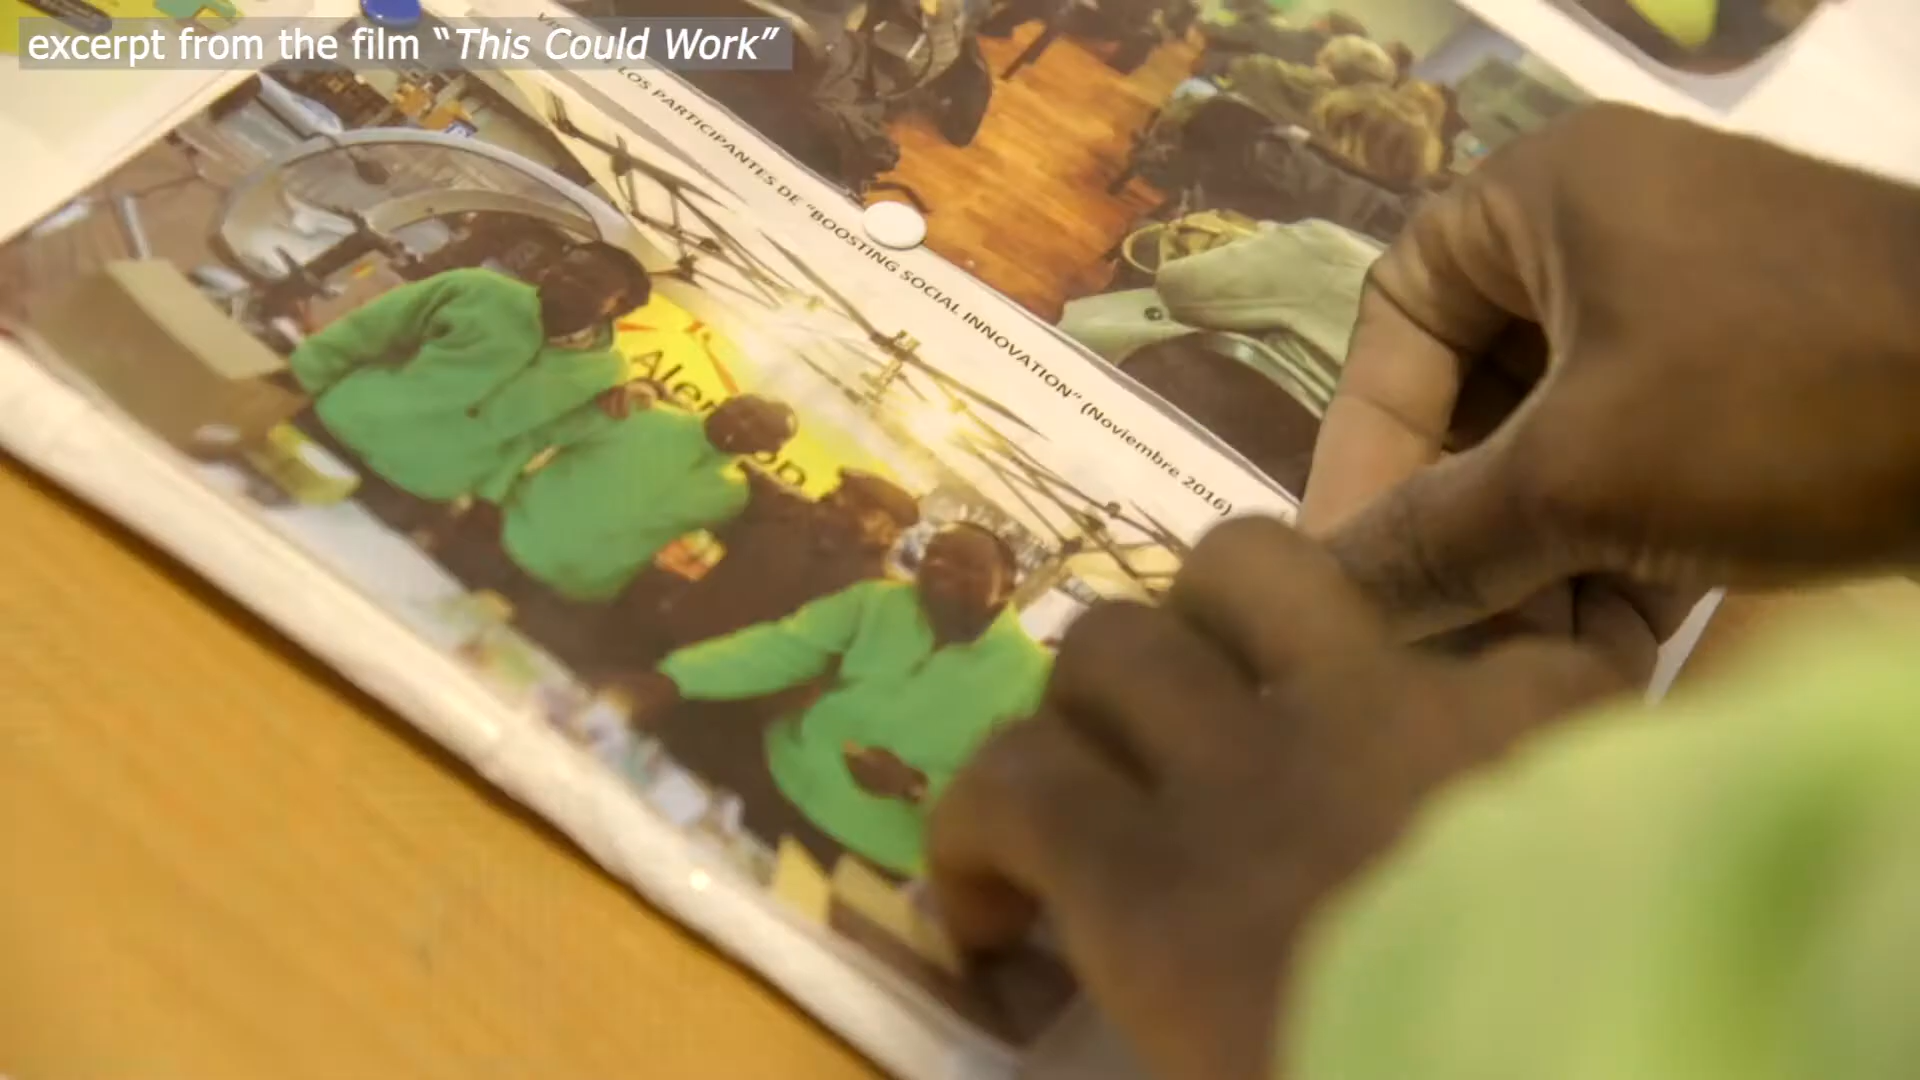 excerpt from the film “This Could Work”
LOS PARTICIPANTES DE “BOOSTING SOCIAL INNOVATION” (Noviembre 2016)